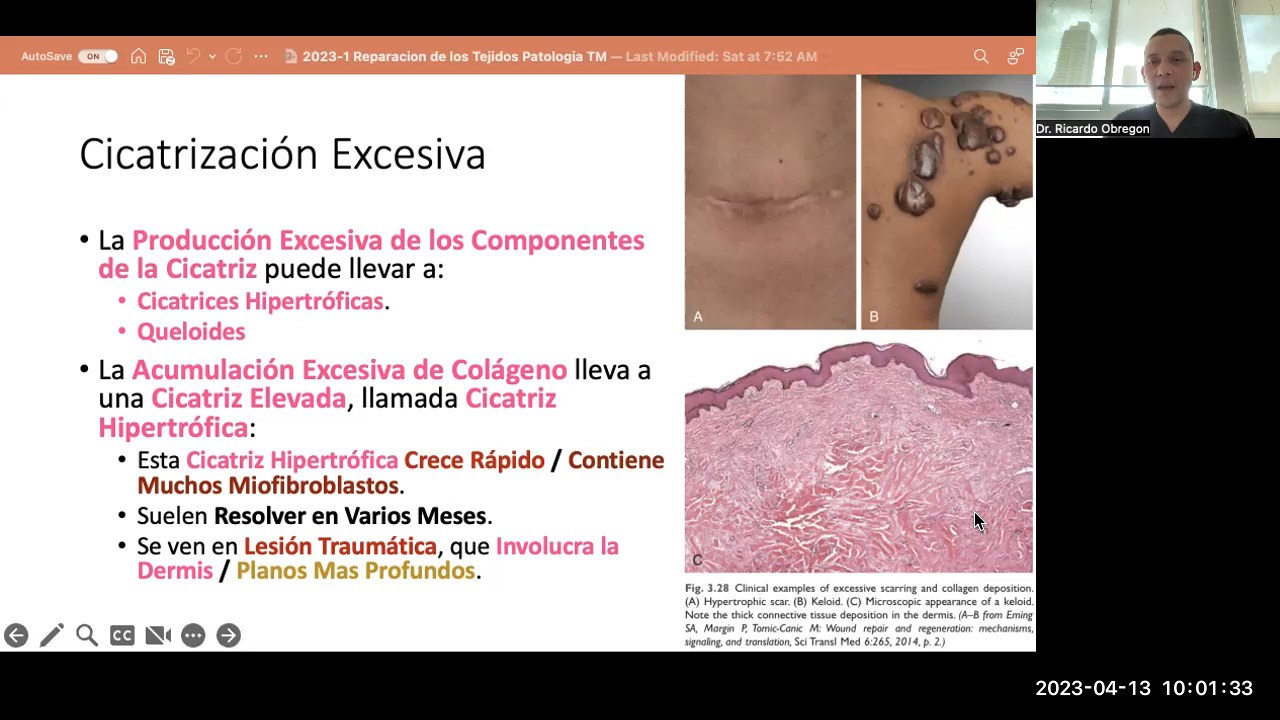 AutoSave ON 2023-1 Reparacion de los Tejidos Patologia TM — Last Modified: Sat at 7:52 AM
Dr. Ricardo Obregon
Cicatrización Excesiva
• La Producción Excesiva de los Componentes
de la Cicatriz puede llevar a:
• Cicatrices Hipertróficas.
• Queloides
• La Acumulación Excesiva de Colágeno lleva a
una Cicatriz Elevada, llamada Cicatriz
Hipertrófica:
• Esta Cicatriz Hipertrófica Crece Rápido / Contiene
Muchos Miofibroblastos.
• Suelen Resolver en Varios Meses.
• Se ven en Lesión Traumática, que Involucra la
Dermis / Planos Mas Profundos.
A
B
C
Fig. 3.28 Clinical examples of excessive scarring and collagen deposition.
(A) Hypertrophic scar. (B) Keloid. (C) Microscopic appearance of a keloid.
Note the thick connective tissue deposition in the dermis. (A–B from Eming
SA, Margin P, Tomic-Canic M: Wound repair and regeneration: mechanisms,
signaling, and translation, Sci Transl Med 6:265, 2014, p. 2.)
CC
2023-04-13 10:01:33